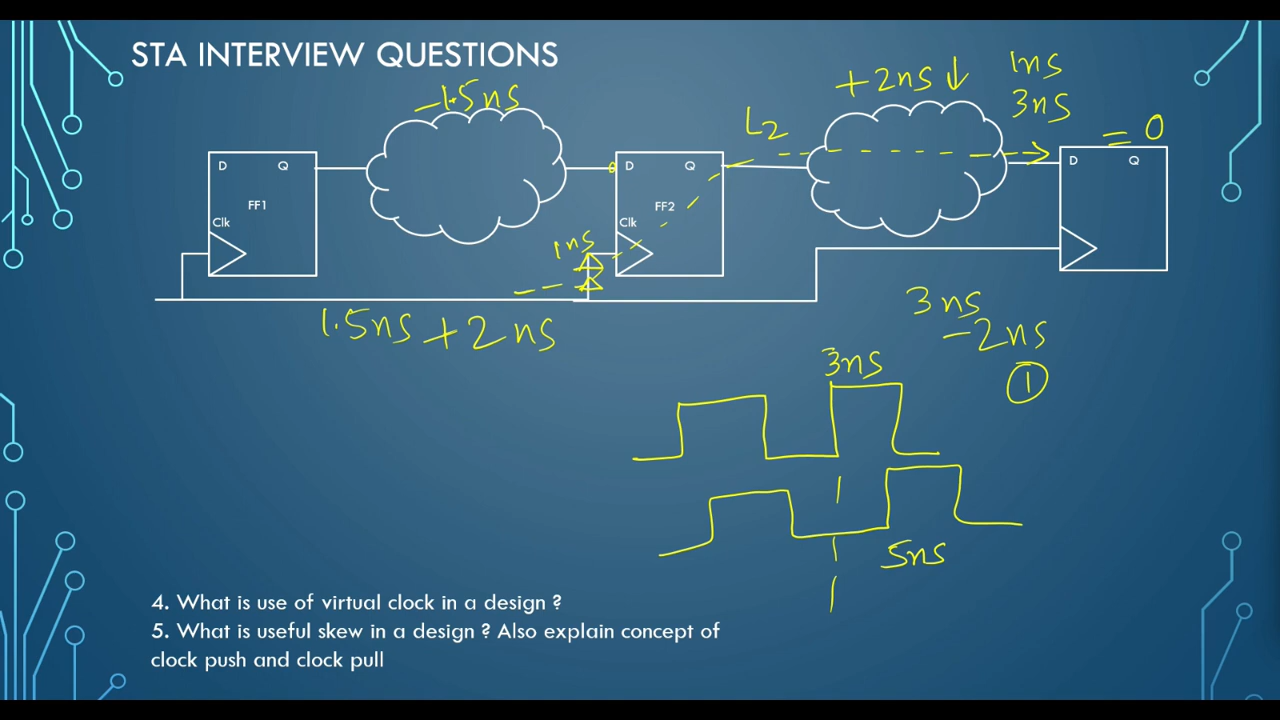 STA INTERVIEW QUESTIONS
-1.5ns
+2ns↓
1ns
3ns
L2
= 0
D Q
FF1
Clk
D Q
FF2
Clk
D Q
1ns
1.5ns + 2ns
3ns
-2ns
1
3ns
5ns
4. What is use of virtual clock in a design ?
5. What is useful skew in a design ? Also explain concept of
clock push and clock pull